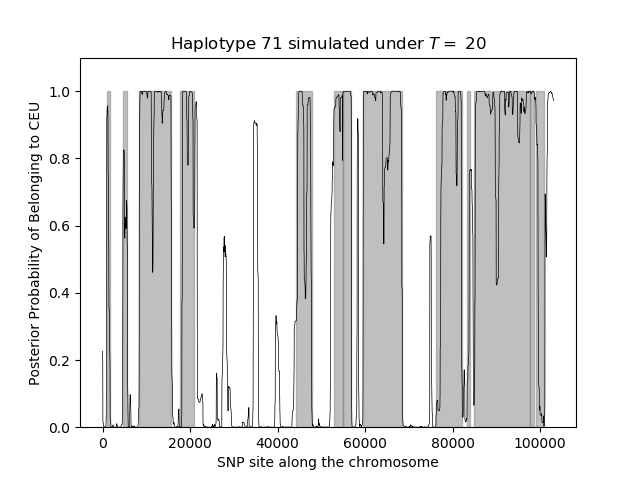 Haplotype 71 simulated under T = 20
Posterior Probability of Belonging to CEU
1.0
0.8
0.6
0.4
0.2
0.0
0 20000 40000 60000 80000 100000
SNP site along the chromosome